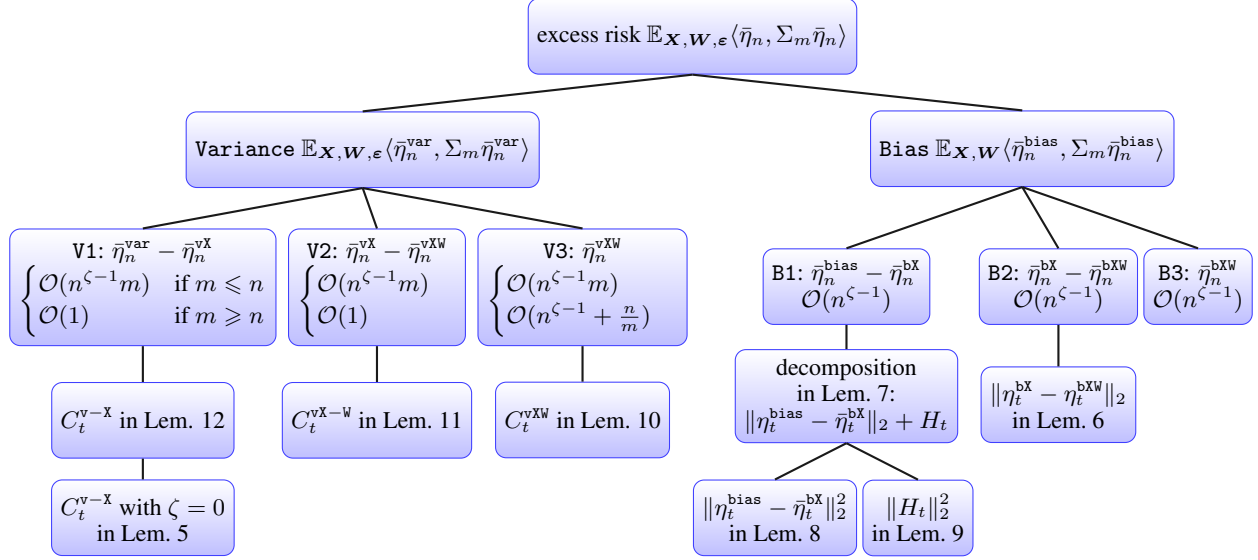 excess risk 𝔼_{X,W,ε}⟨η̄_n, Σ_m η̄_n⟩
Variance 𝔼_{X,W,ε}⟨η̄_n^{var}, Σ_m η̄_n^{var}⟩
Bias 𝔼_{X,W}⟨η̄_n^{bias}, Σ_m η̄_n^{bias}⟩
V1: η̄_n^{var} − η̄_n^{vX}
{ 𝒪(n^{ζ−1}m) if m ⩽ n
𝒪(1) if m ⩾ n
V2: η̄_n^{vX} − η̄_n^{vXW}
{ 𝒪(n^{ζ−1}m)
𝒪(1)
V3: η̄_n^{vXW}
{ 𝒪(n^{ζ−1}m)
𝒪(n^{ζ−1} + n/m)
B1: η̄_n^{bias} − η̄_n^{bX}
𝒪(n^{ζ−1})
B2: η̄_n^{bX} − η̄_n^{bXW}
𝒪(n^{ζ−1})
B3: η̄_n^{bXW}
𝒪(n^{ζ−1})
C_t^{v−X} in Lem. 12
C_t^{vX−W} in Lem. 11
C_t^{vXW} in Lem. 10
decomposition
in Lem. 7:
‖η_t^{bias} − η̄_t^{bX}‖_2 + H_t
‖η_t^{bX} − η_t^{bXW}‖_2
in Lem. 6
C_t^{v−X} with ζ = 0
in Lem. 5
‖η_t^{bias} − η̄_t^{bX}‖_2^2
in Lem. 8
‖H_t‖_2^2
in Lem. 9